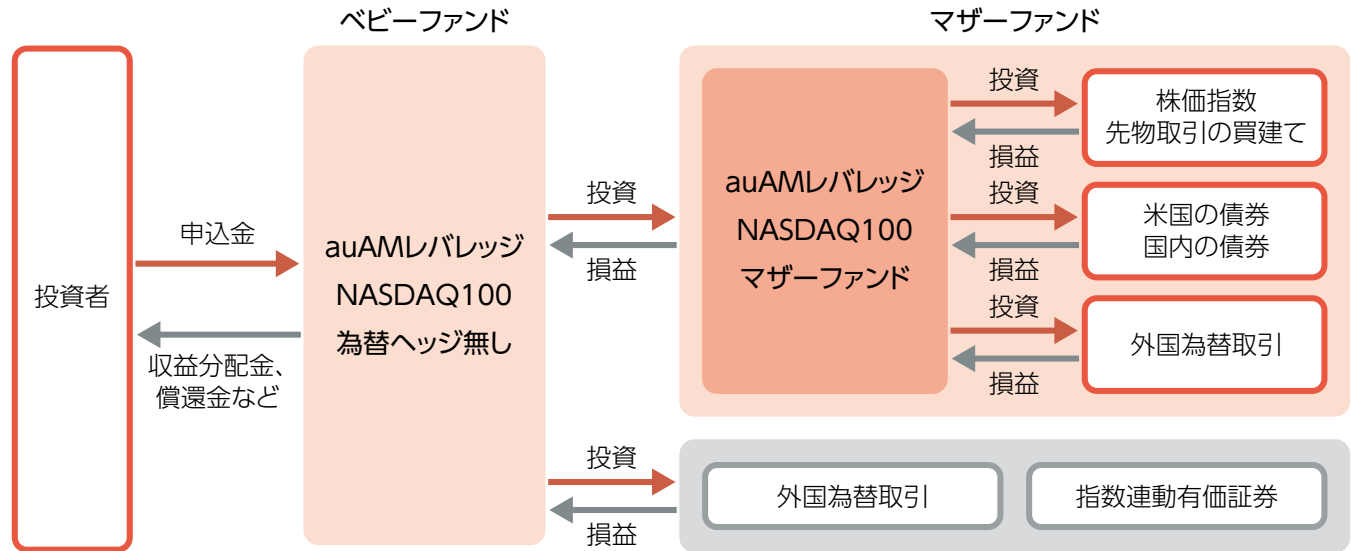 ベビーファンド
マザーファンド
投資者
申込金
収益分配金、
償還金など
auAMレバレッジ
NASDAQ100
為替ヘッジ無し
投資
損益
auAMレバレッジ
NASDAQ100
マザーファンド
投資
損益
株価指数
先物取引の買建て
投資
損益
米国の債券
国内の債券
投資
損益
外国為替取引
投資
損益
外国為替取引
指数連動有価証券